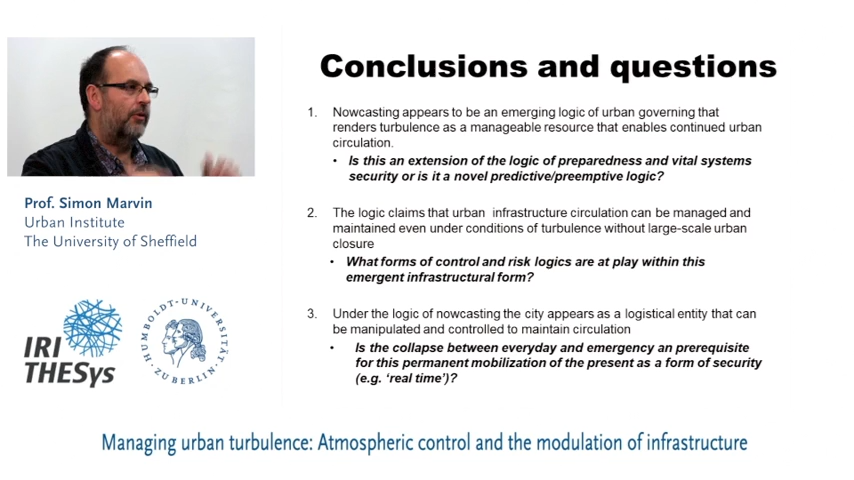 Conclusions and questions
1. Nowcasting appears to be an emerging logic of urban governing that
renders turbulence as a manageable resource that enables continued urban
circulation.
• Is this an extension of the logic of preparedness and vital systems
security or is it a novel predictive/preemptive logic?
2. The logic claims that urban infrastructure circulation can be managed and
maintained even under conditions of turbulence without large-scale urban
closure
• What forms of control and risk logics are at play within this
emergent infrastructural form?
3. Under the logic of nowcasting the city appears as a logistical entity that can
be manipulated and controlled to maintain circulation
• Is the collapse between everyday and emergency an prerequisite
for this permanent mobilization of the present as a form of security
(e.g. ‘real time’)?
Prof. Simon Marvin
Urban Institute
The University of Sheffield
IRI
THESys
HUMBOLDT-UNIVERSITÄT
ZU BERLIN
Managing urban turbulence: Atmospheric control and the modulation of infrastructure